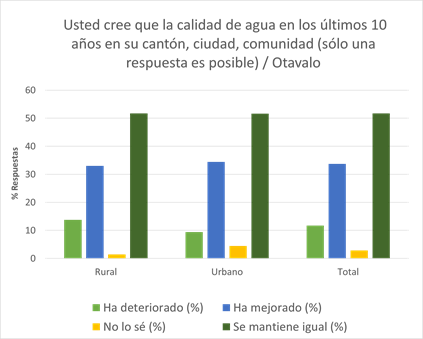 Usted cree que la calidad de agua en los últimos 10
años en su cantón, ciudad, comunidad (sólo una
respuesta es posible) / Otavalo
% Respuestas
60
50
40
30
20
10
0
Rural Urbano Total
Ha deteriorado (%) Ha mejorado (%)
No lo sé (%) Se mantiene igual (%)